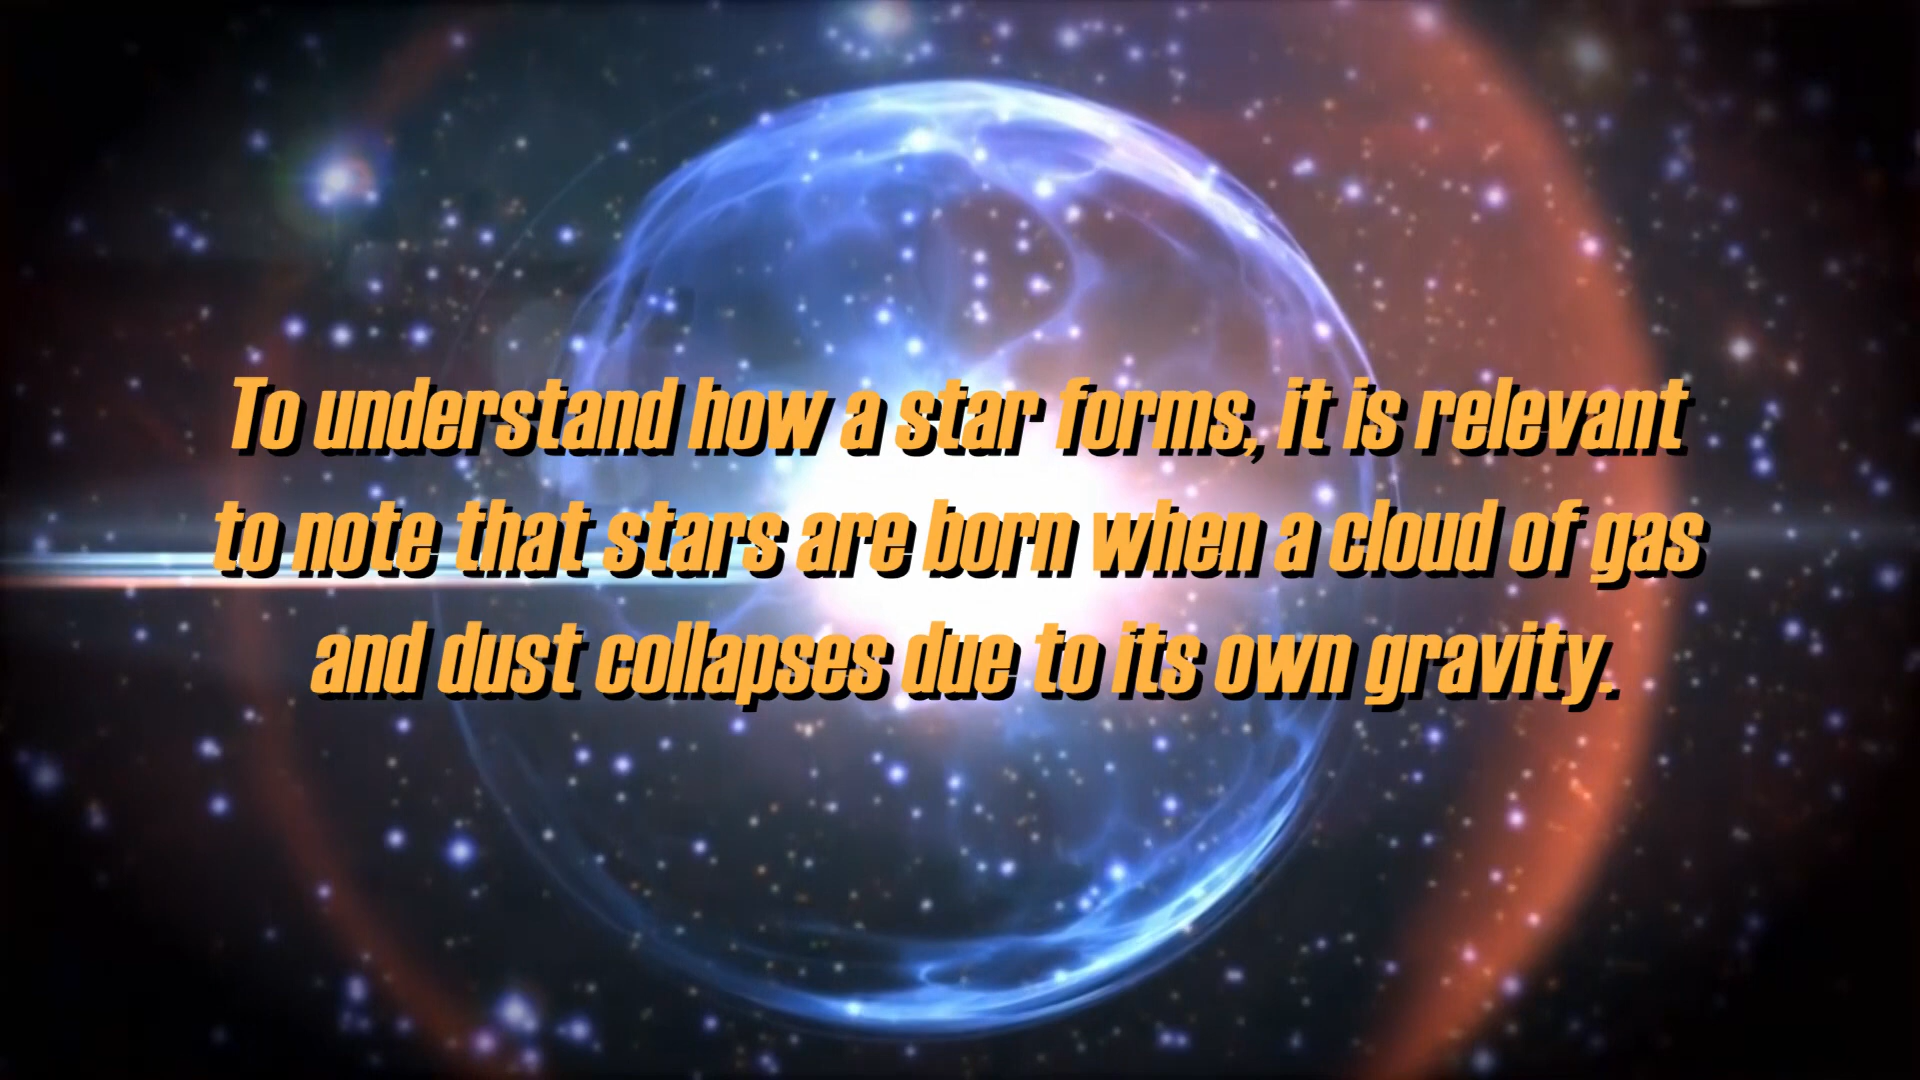 To understand how a star forms, it is relevant
to note that stars are born when a cloud of gas
and dust collapses due to its own gravity.